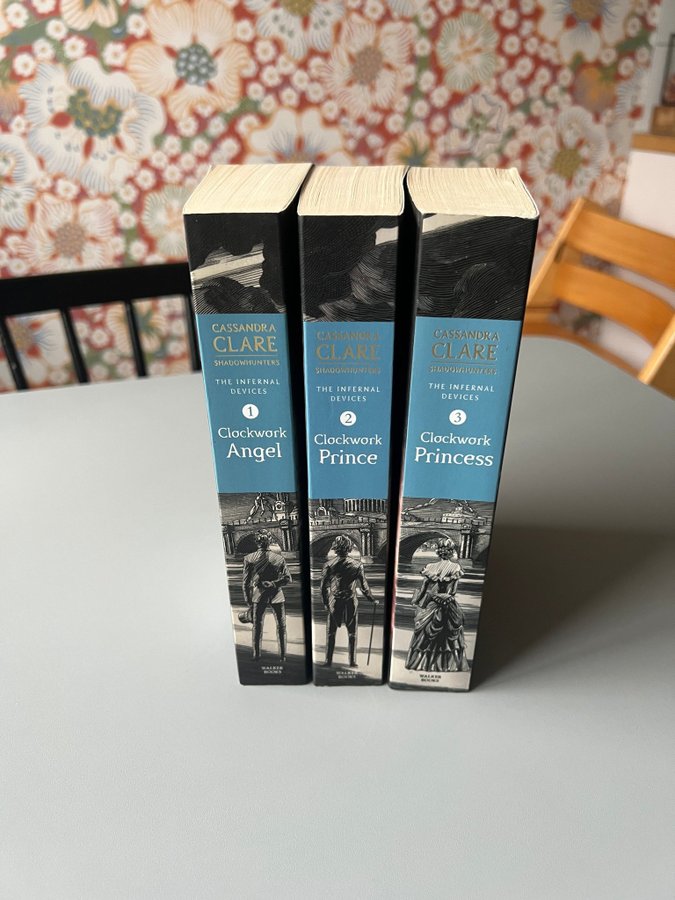 CASSANDRA
CLARE
SHADOWHUNTERS
THE INFERNAL
DEVICES
1
Clockwork
Angel
WALKER
BOOKS
CASSANDRA
CLARE
SHADOWHUNTERS
THE INFERNAL
DEVICES
2
Clockwork
Prince
WALKER
BOOKS
CASSANDRA
CLARE
SHADOWHUNTERS
THE INFERNAL
DEVICES
3
Clockwork
Princess
WALKER
BOOKS